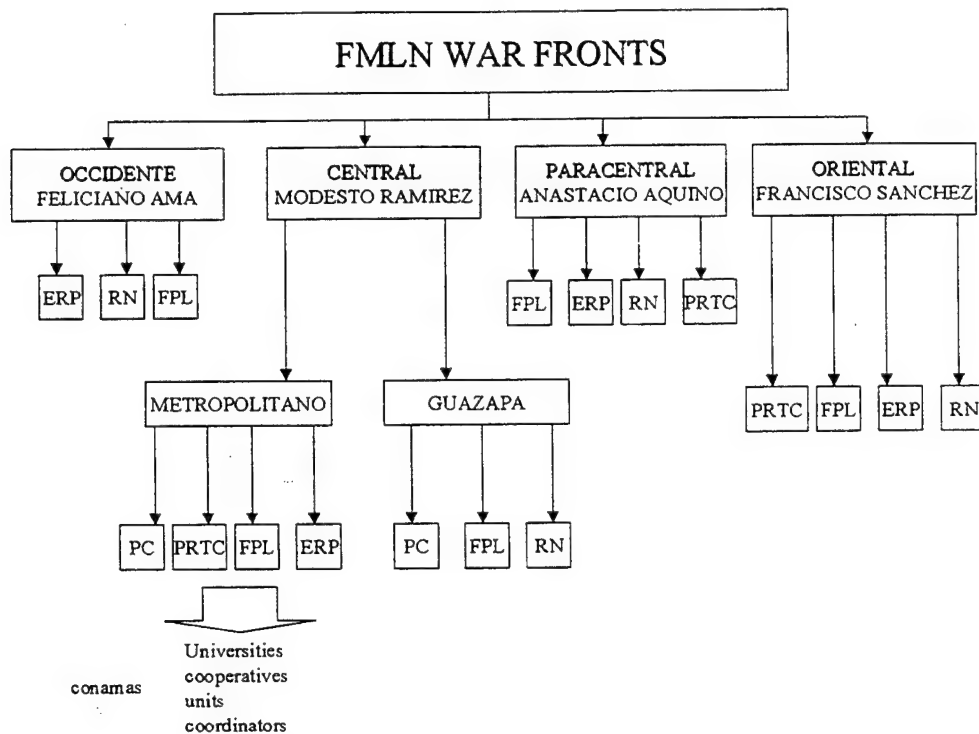 FMLN WAR FRONTS
OCCIDENTE
FELICIANO AMA
CENTRAL
MODESTO RAMIREZ
PARACENTRAL
ANASTACIO AQUINO
ORIENTAL
FRANCISCO SANCHEZ
ERP RN FPL
FPL ERP RN PRTC
METROPOLITANO
GUAZAPA
PRTC FPL ERP RN
PC PRTC FPL ERP
PC FPL RN
conamas
Universities
cooperatives
units
coordinators